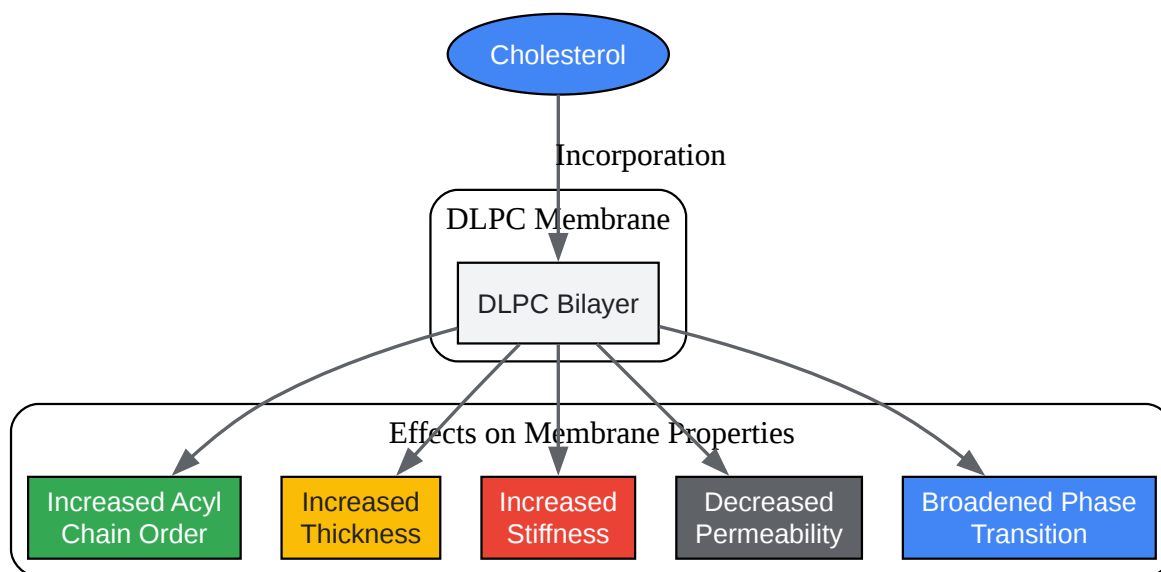 Cholesterol
Incorporation
DLPC Membrane
DLPC Bilayer
Effects on Membrane Properties
Increased Acyl
Chain Order
Increased
Thickness
Increased
Stiffness
Decreased
Permeability
Broadened Phase
Transition